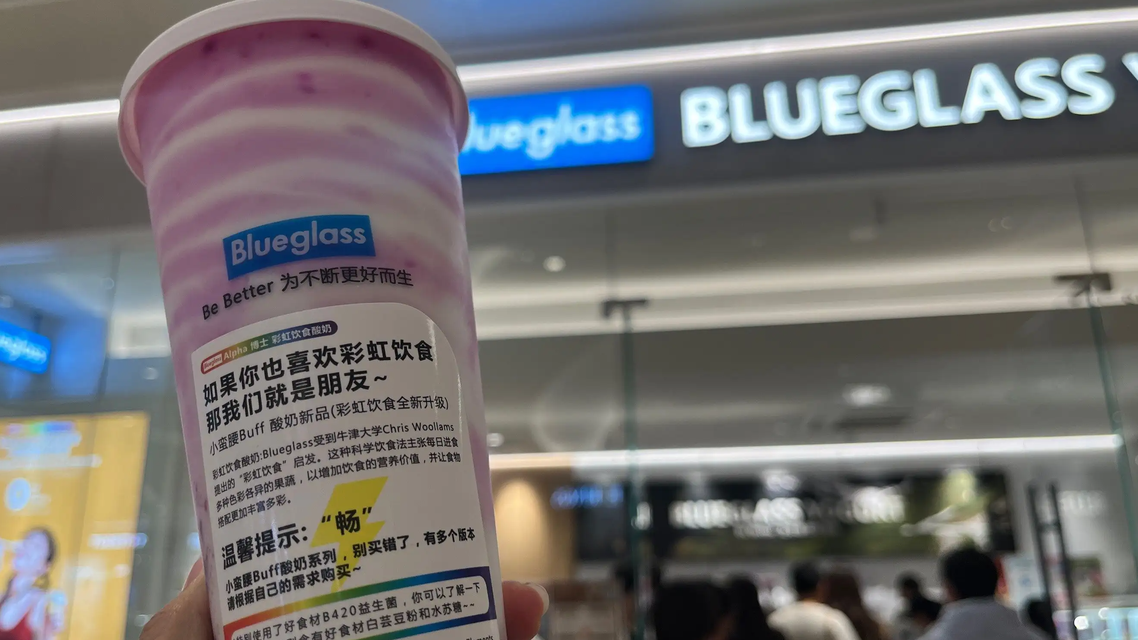 Blueglass
BLUEGLASS
Blueglass
Be Better 为不断更好而生
Alpha 博士 彩虹饮食酸奶
如果你也喜欢彩虹饮食
那我们就是朋友~
小蛮腰Buff 酸奶新品(彩虹饮食全新升级)
彩虹饮食酸奶:Blueglass受到牛津大学Chris Woollams
提出的“彩虹饮食”启发。这种科学饮食法主张每日进食
多种色彩各异的果蔬，以增加饮食的营养价值，并让食物
搭配更加丰富多彩。
温馨提示：“畅”
小蛮腰Buff酸奶系列，别买错了，有多个版本
请根据自己的需求购买~
特别使用了好食材B420益生菌，你可以了解一下
含有好食材白芸豆粉和水苏糖~~